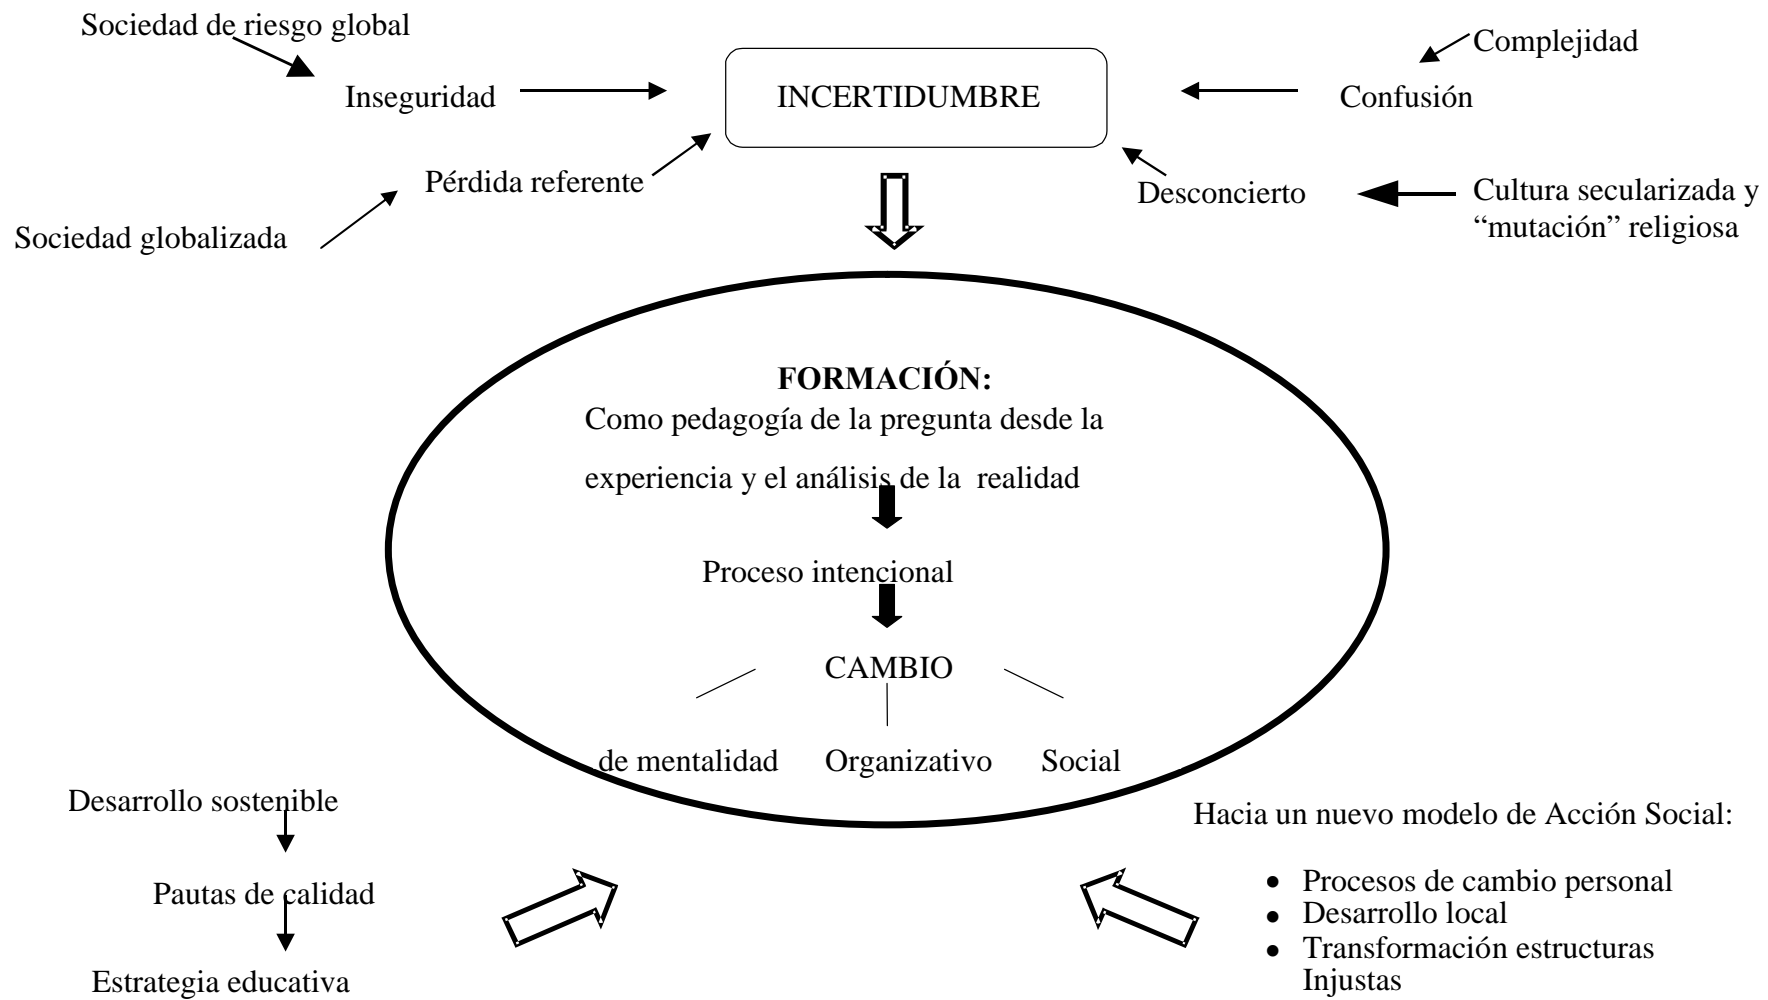 Sociedad de riesgo global
Complejidad
Inseguridad
INCERTIDUMBRE
Confusión
Pérdida referente
Desconcierto
Cultura secularizada y
“mutación” religiosa
Sociedad globalizada
FORMACIÓN:
Como pedagogía de la pregunta desde la
experiencia y el análisis de la realidad
Proceso intencional
CAMBIO
de mentalidad
Organizativo
Social
Desarrollo sostenible
Pautas de calidad
Estrategia educativa
Hacia un nuevo modelo de Acción Social:
• Procesos de cambio personal
• Desarrollo local
• Transformación estructuras
Injustas